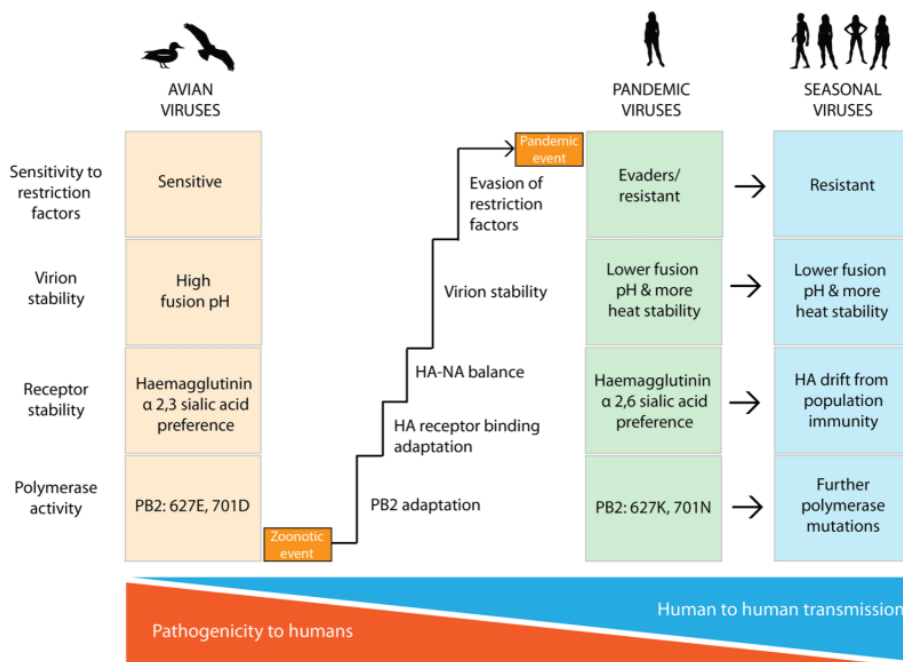 AVIAN
VIRUSES
PANDEMIC
VIRUSES
SEASONAL
VIRUSES
Sensitivity to
restriction
factors
Sensitive
Pandemic
event
Evasion of
restriction
factors
Evaders/
resistant
Resistant
Virion
stability
High
fusion pH
Virion stability
Lower fusion
pH & more
heat stability
Lower fusion
pH & more
heat stability
Receptor
stability
Haemagglutinin
α 2,3 sialic acid
preference
HA-NA balance
HA receptor binding
adaptation
Haemagglutinin
α 2,6 sialic acid
preference
HA drift from
population
immunity
Polymerase
activity
PB2: 627E, 701D
Zoonotic
event
PB2 adaptation
PB2: 627K, 701N
Further
polymerase
mutations
Human to human transmission
Pathogenicity to humans